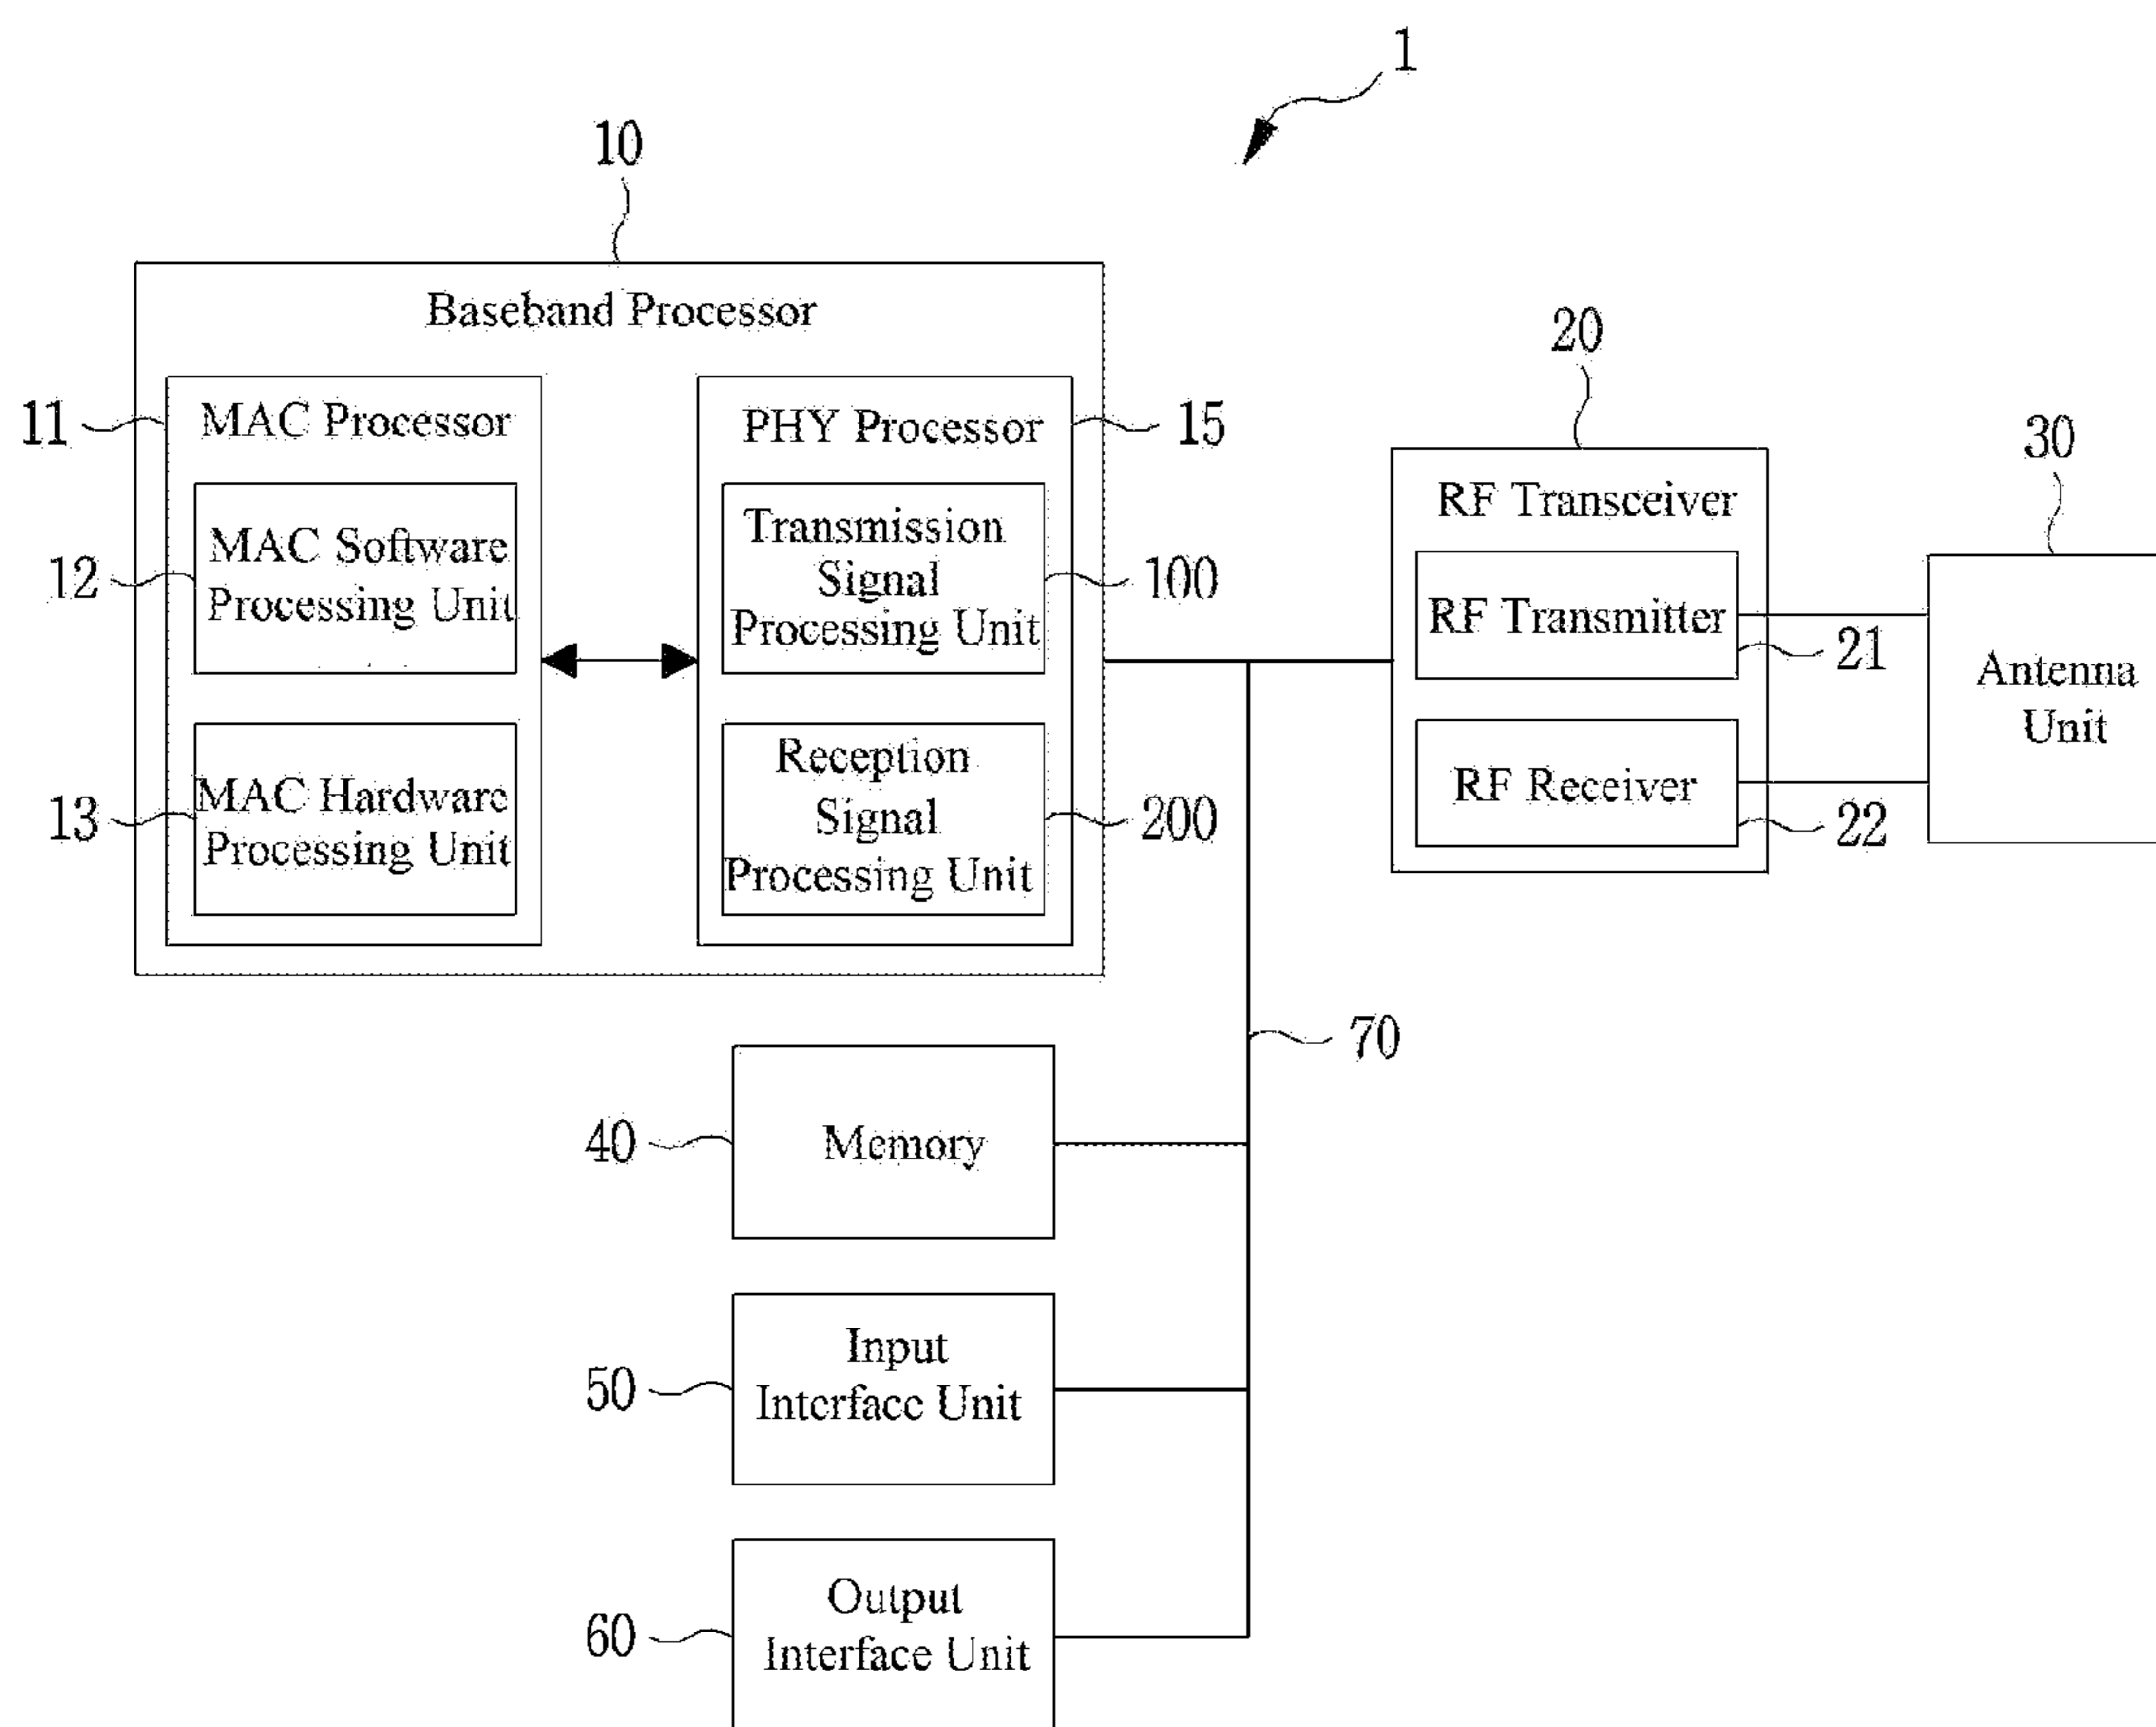 1
10
Baseband Processor
11
MAC Processor
12
MAC Software
Processing Unit
13
MAC Hardware
Processing Unit
PHY Processor
15
Transmission
Signal
Processing Unit
100
Reception
Signal
Processing Unit
200
20
RF Transceiver
RF Transmitter
21
RF Receiver
22
30
Antenna
Unit
70
40
Memory
50
Input
Interface Unit
60
Output
Interface Unit